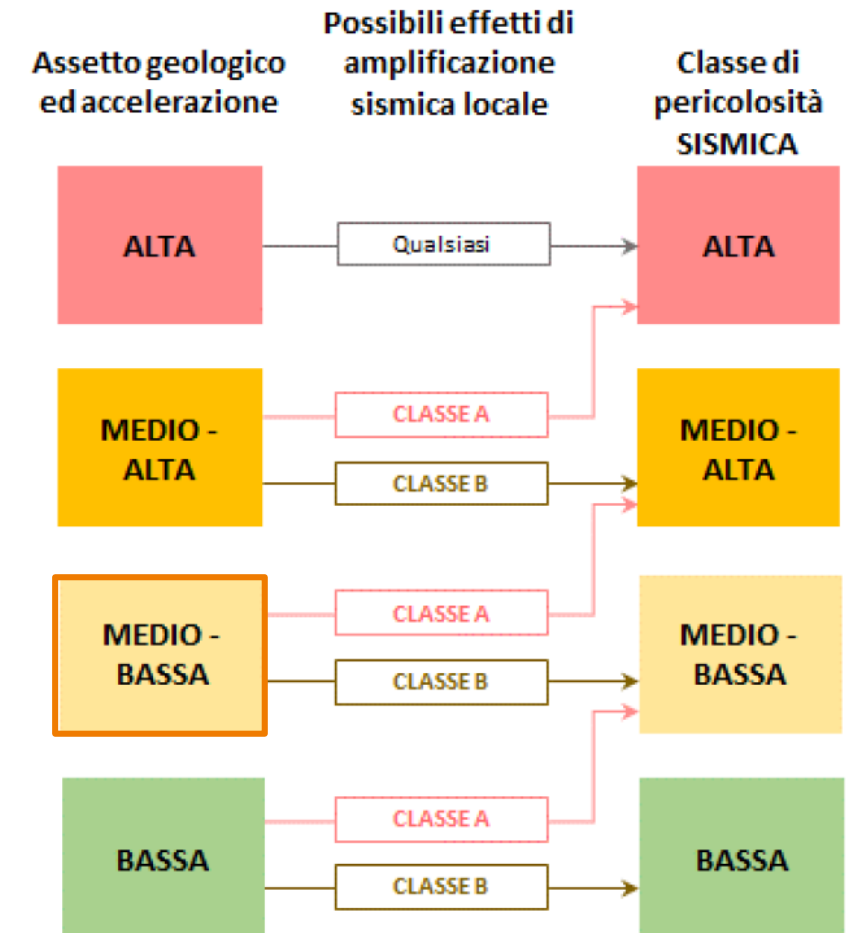 Assetto geologico
ed accelerazione
Possibili effetti di
amplificazione
sismica locale
Classe di
pericolosità
SISMICA
ALTA
Qualsiasi
ALTA
MEDIO -
ALTA
CLASSE A
CLASSE B
MEDIO -
ALTA
MEDIO -
BASSA
CLASSE A
CLASSE B
MEDIO -
BASSA
BASSA
CLASSE A
CLASSE B
BASSA